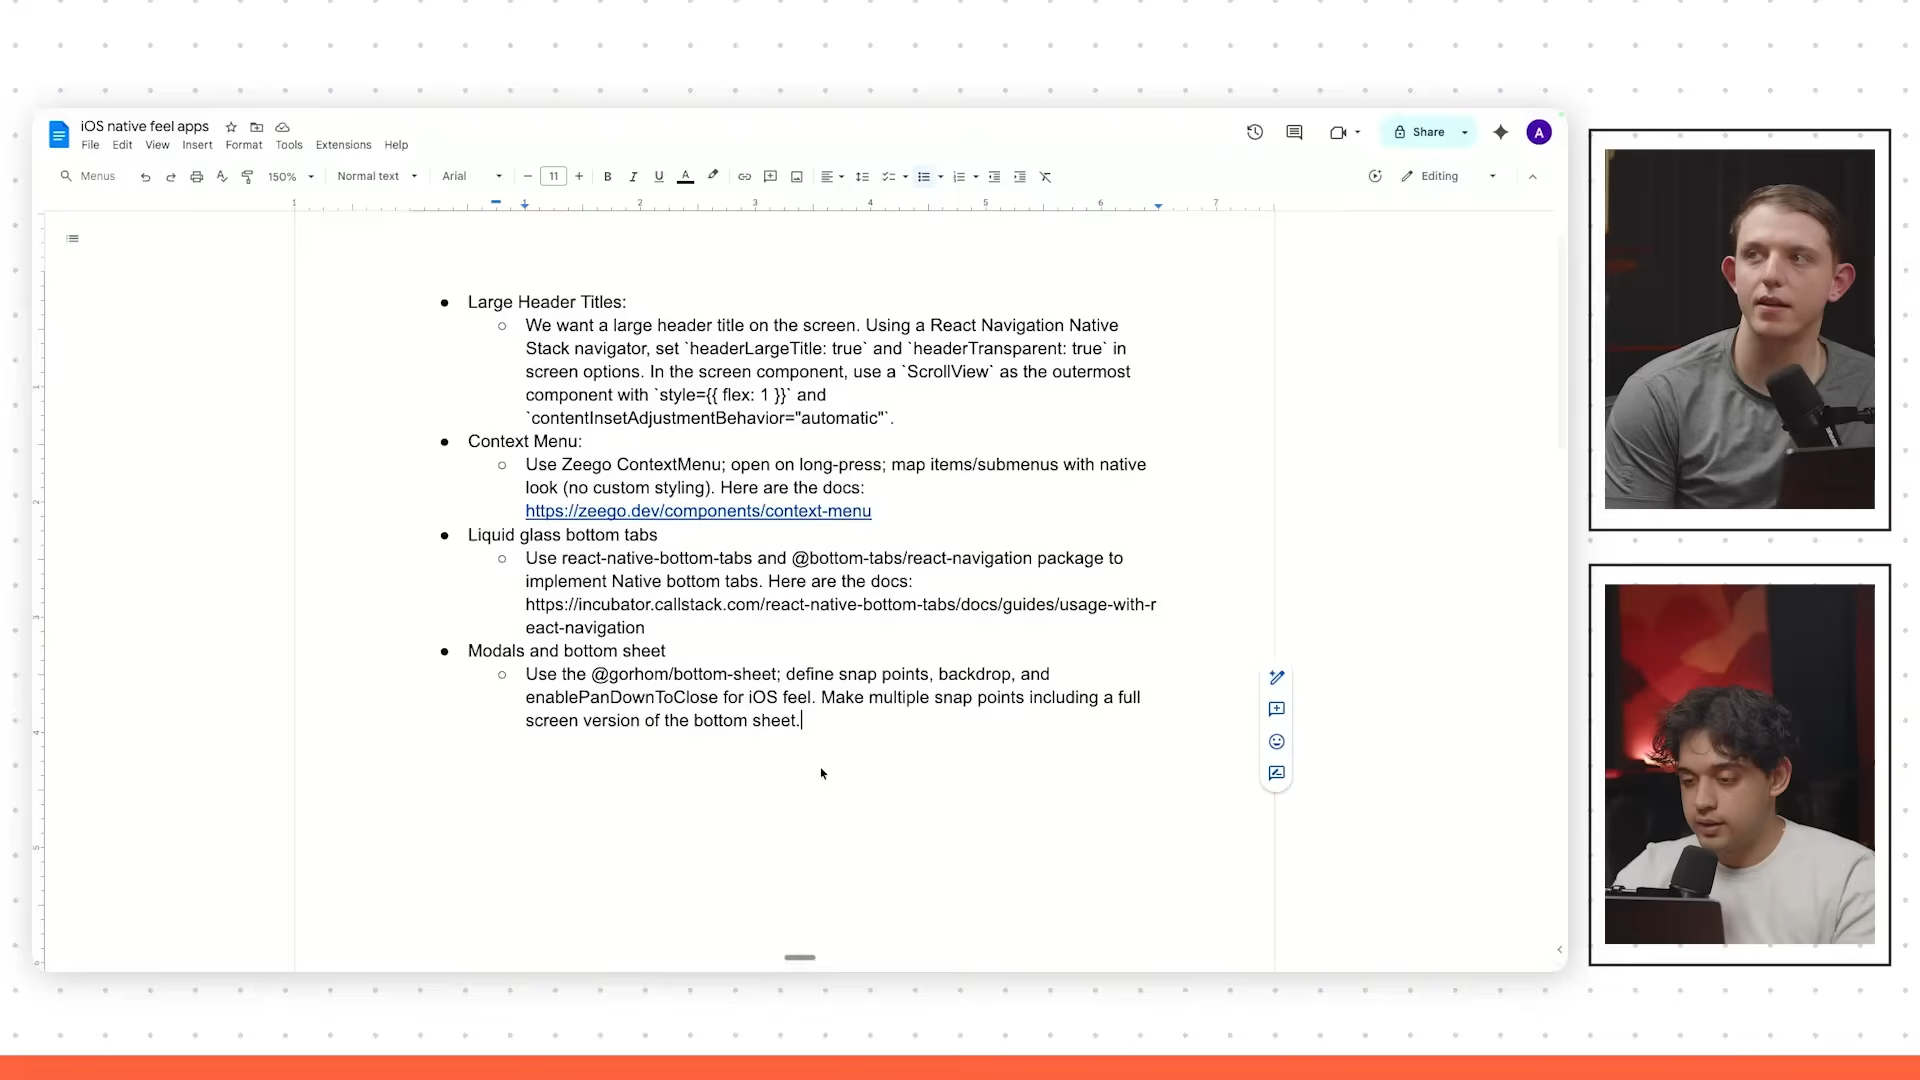 iOS native feel apps
File Edit View Insert Format Tools Extensions Help
Share
A
Menus
150%
Normal text
Arial
11
B I U A
Editing
1 1 2 3 4 5 6 7
Large Header Titles:
We want a large header title on the screen. Using a React Navigation Native
Stack navigator, set `headerLargeTitle: true` and `headerTransparent: true` in
screen options. In the screen component, use a `ScrollView` as the outermost
component with `style={{ flex: 1 }}` and
`contentInsetAdjustmentBehavior="automatic"`.
Context Menu:
Use Zeego ContextMenu; open on long-press; map items/submenus with native
look (no custom styling). Here are the docs:
https://zeego.dev/components/context-menu
Liquid glass bottom tabs
Use react-native-bottom-tabs and @bottom-tabs/react-navigation package to
implement Native bottom tabs. Here are the docs:
https://incubator.callstack.com/react-native-bottom-tabs/docs/guides/usage-with-r
eact-navigation
Modals and bottom sheet
Use the @gorhom/bottom-sheet; define snap points, backdrop, and
enablePanDownToClose for iOS feel. Make multiple snap points including a full
screen version of the bottom sheet.